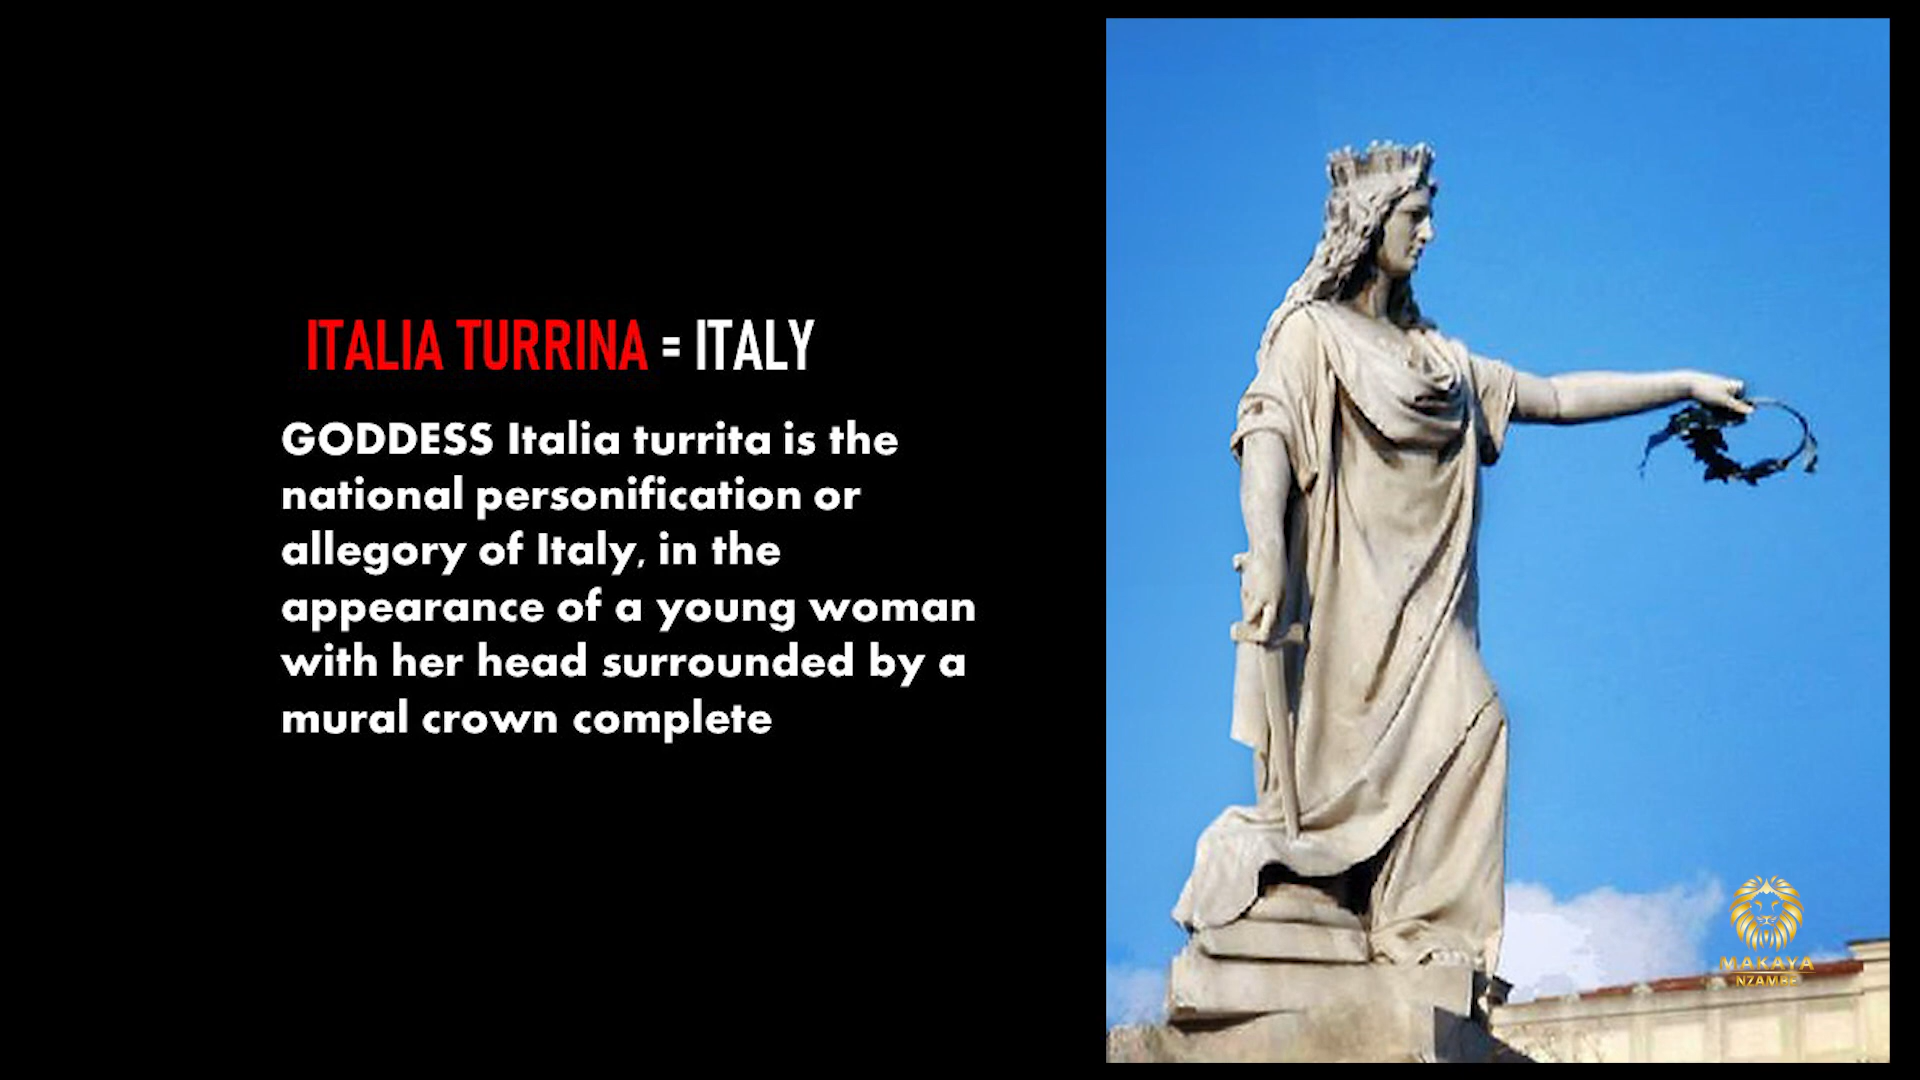 ITALIA TURRINA = ITALY
GODDESS Italia turrita is the
national personification or
allegory of Italy, in the
appearance of a young woman
with her head surrounded by a
mural crown complete
MAKAYA
NZAMBE